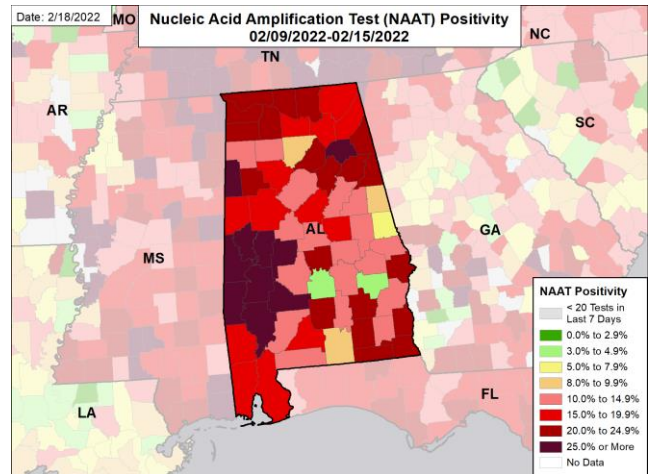 Date: 2/18/2022
Nucleic Acid Amplification Test (NAAT) Positivity
02/09/2022-02/15/2022
MO
TN
NC
AR
SC
AL
MS
GA
LA
FL
NAAT Positivity
< 20 Tests in
Last 7 Days
0.0% to 2.9%
3.0% to 4.9%
5.0% to 7.9%
8.0% to 9.9%
10.0% to 14.9%
15.0% to 19.9%
20.0% to 24.9%
25.0% or More
No Data